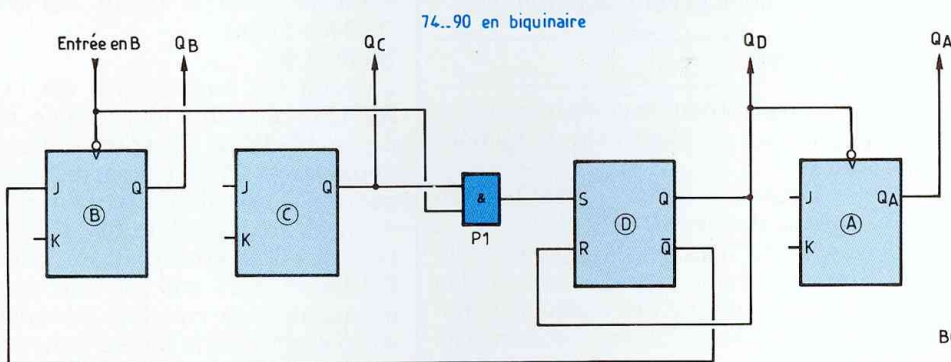 74..90 en biquinaire
Entrée en B
QB
QC
QD
QA
J
Q
B
K
J
Q
C
K
&
P1
S
Q
D
R
Q̅
J
QA
A
K
B